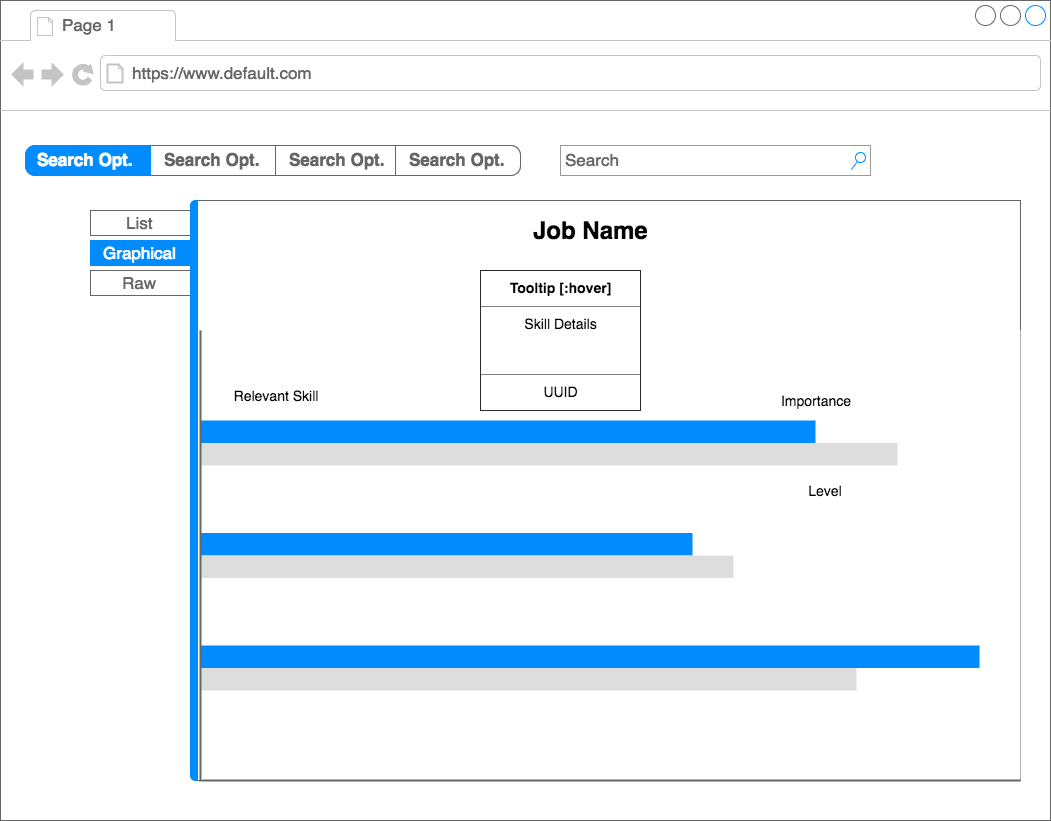 Page 1
https://www.default.com
Search Opt. Search Opt. Search Opt. Search Opt. Search
List
Graphical
Raw
Job Name
Tooltip [:hover]
Skill Details
UUID
Relevant Skill
Importance
Level